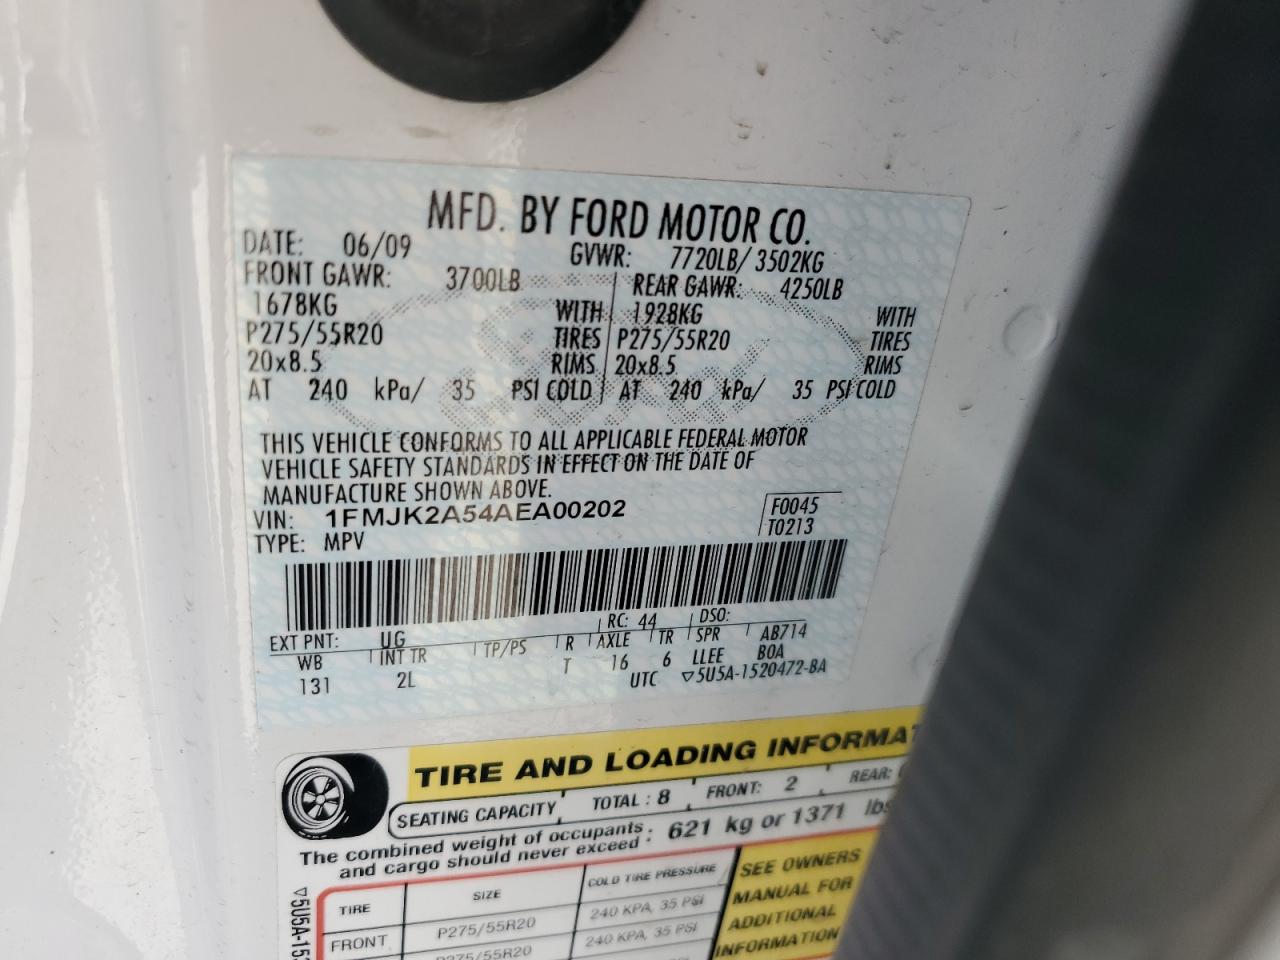 MFD. BY FORD MOTOR CO.
DATE: 06/09 GVWR: 7720LB/ 3502KG
FRONT GAWR: 3700LB REAR GAWR: 4250LB
1678KG WITH 1928KG WITH
P275/55R20 TIRES P275/55R20 TIRES
20x8.5 RIMS 20x8.5 RIMS
AT 240 kPa/ 35 PSI COLD AT 240 kPa/ 35 PSI COLD
THIS VEHICLE CONFORMS TO ALL APPLICABLE FEDERAL MOTOR
VEHICLE SAFETY STANDARDS IN EFFECT ON THE DATE OF
MANUFACTURE SHOWN ABOVE.
VIN: 1FMJK2A54AEA00202 F0045
TYPE: MPV T0213
EXT PNT: UG RC: 44 DSO:
WB INT TR TP/PS R AXLE TR SPR AB714
131 2L T 16 6 LLEE BOA
UTC ▽5U5A-1520472-BA
TIRE AND LOADING
SEATING CAPACITY TOTAL : 8 FRONT: 2 REAR:
The combined weight of occupants
and cargo should never exceed : 621 kg or 1371 lbs
TIRE SIZE COLD TIRE PRESSURE
FRONT P275/55R20 240 KPA, 35 PSI
P275/55R20 240 KPA, 35 PSI
SEE OWNERS
MANUAL FOR
ADDITIONAL
INFORMATION
▽5U5A-